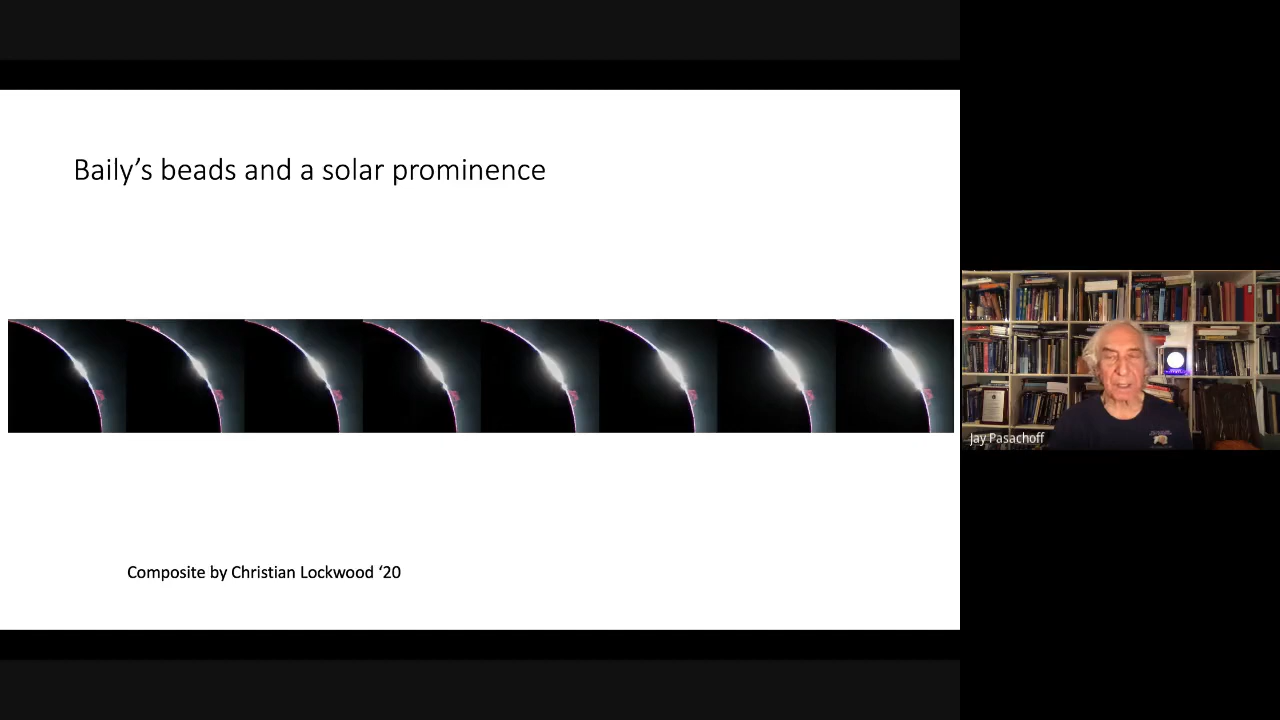 Baily’s beads and a solar prominence
Composite by Christian Lockwood ‘20
Jay Pasachoff